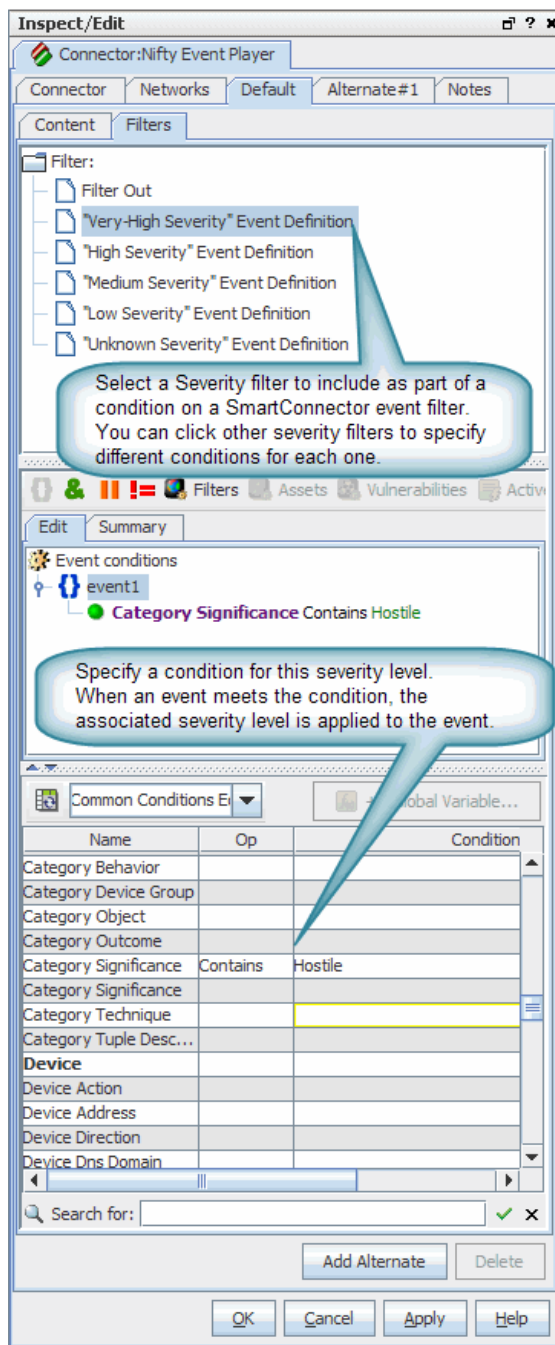 Inspect/Edit
Connector:Nifty Event Player
Connector Networks Default Alternate#1 Notes
Content Filters
Filter:
Filter Out
"Very-High Severity" Event Definition
"High Severity" Event Definition
"Medium Severity" Event Definition
"Low Severity" Event Definition
"Unknown Severity" Event Definition
Select a Severity filter to include as part of a
condition on a SmartConnector event filter.
You can click other severity filters to specify
different conditions for each one.
Filters Assets Vulnerabilities Activ
Edit Summary
Event conditions
event1
Category Significance Contains Hostile
Specify a condition for this severity level.
When an event meets the condition, the
associated severity level is applied to the event.
Common Conditions E Global Variable...
Name Op Condition
Category Behavior
Category Device Group
Category Object
Category Outcome
Category Significance Contains Hostile
Category Significance
Category Technique
Category Tuple Desc...
Device
Device Action
Device Address
Device Direction
Device Dns Domain
Search for:
Add Alternate Delete
OK Cancel Apply Help